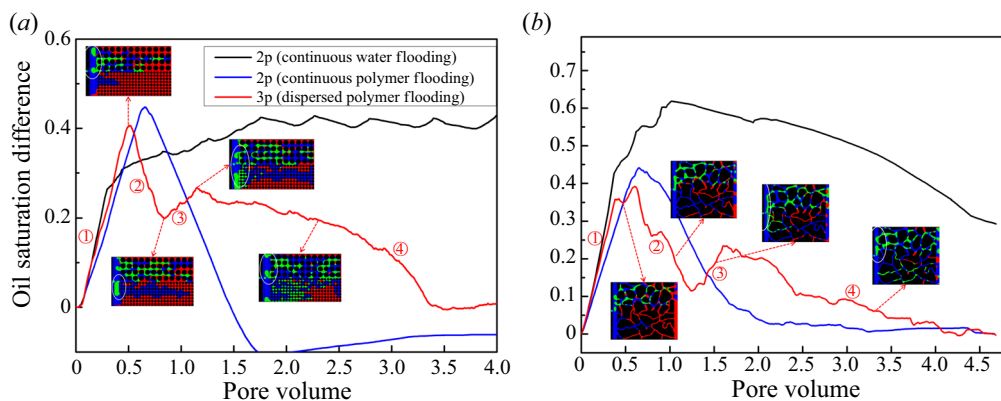 (a)
0.6
0.4
0.2
0
Oil saturation difference
2p (continuous water flooding)
2p (continuous polymer flooding)
3p (dispersed polymer flooding)
①
②
③
④
0 0.5 1.0 1.5 2.0 2.5 3.0 3.5 4.0
Pore volume
(b)
0.7
0.6
0.5
0.4
0.3
0.2
0.1
0
①
②
③
④
0 0.5 1.0 1.5 2.0 2.5 3.0 3.5 4.0 4.5
Pore volume